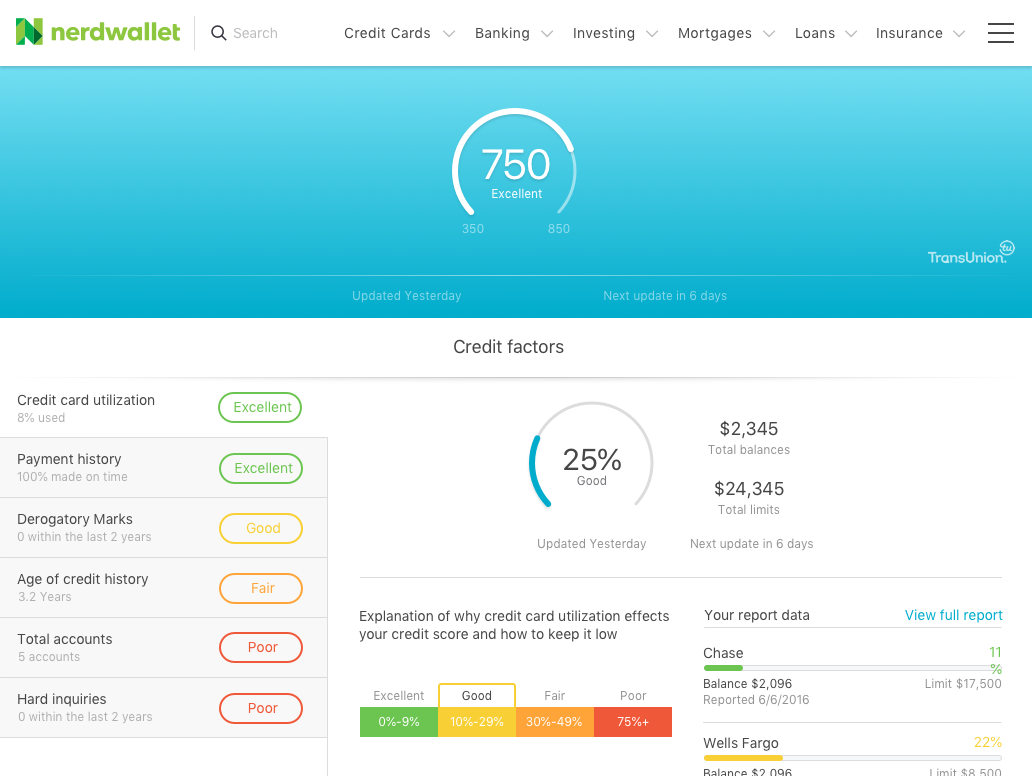 nerdwallet
Search
Credit Cards
Banking
Investing
Mortgages
Loans
Insurance
750
Excellent
350
850
TransUnion.
tu
Updated Yesterday
Next update in 6 days
Credit factors
Credit card utilization
8% used
Excellent
Payment history
100% made on time
Excellent
Derogatory Marks
0 within the last 2 years
Good
Age of credit history
3.2 Years
Fair
Total accounts
5 accounts
Poor
Hard inquiries
0 within the last 2 years
Poor
25%
Good
$2,345
Total balances
$24,345
Total limits
Updated Yesterday
Next update in 6 days
Explanation of why credit card utilization effects
your credit score and how to keep it low
Excellent
Good
Fair
Poor
0%-9%
10%-29%
30%-49%
75%+
Your report data
View full report
Chase
11
%
Balance $2,096
Limit $17,500
Reported 6/6/2016
Wells Fargo
22%
Balance $2,096
Limit $8,500